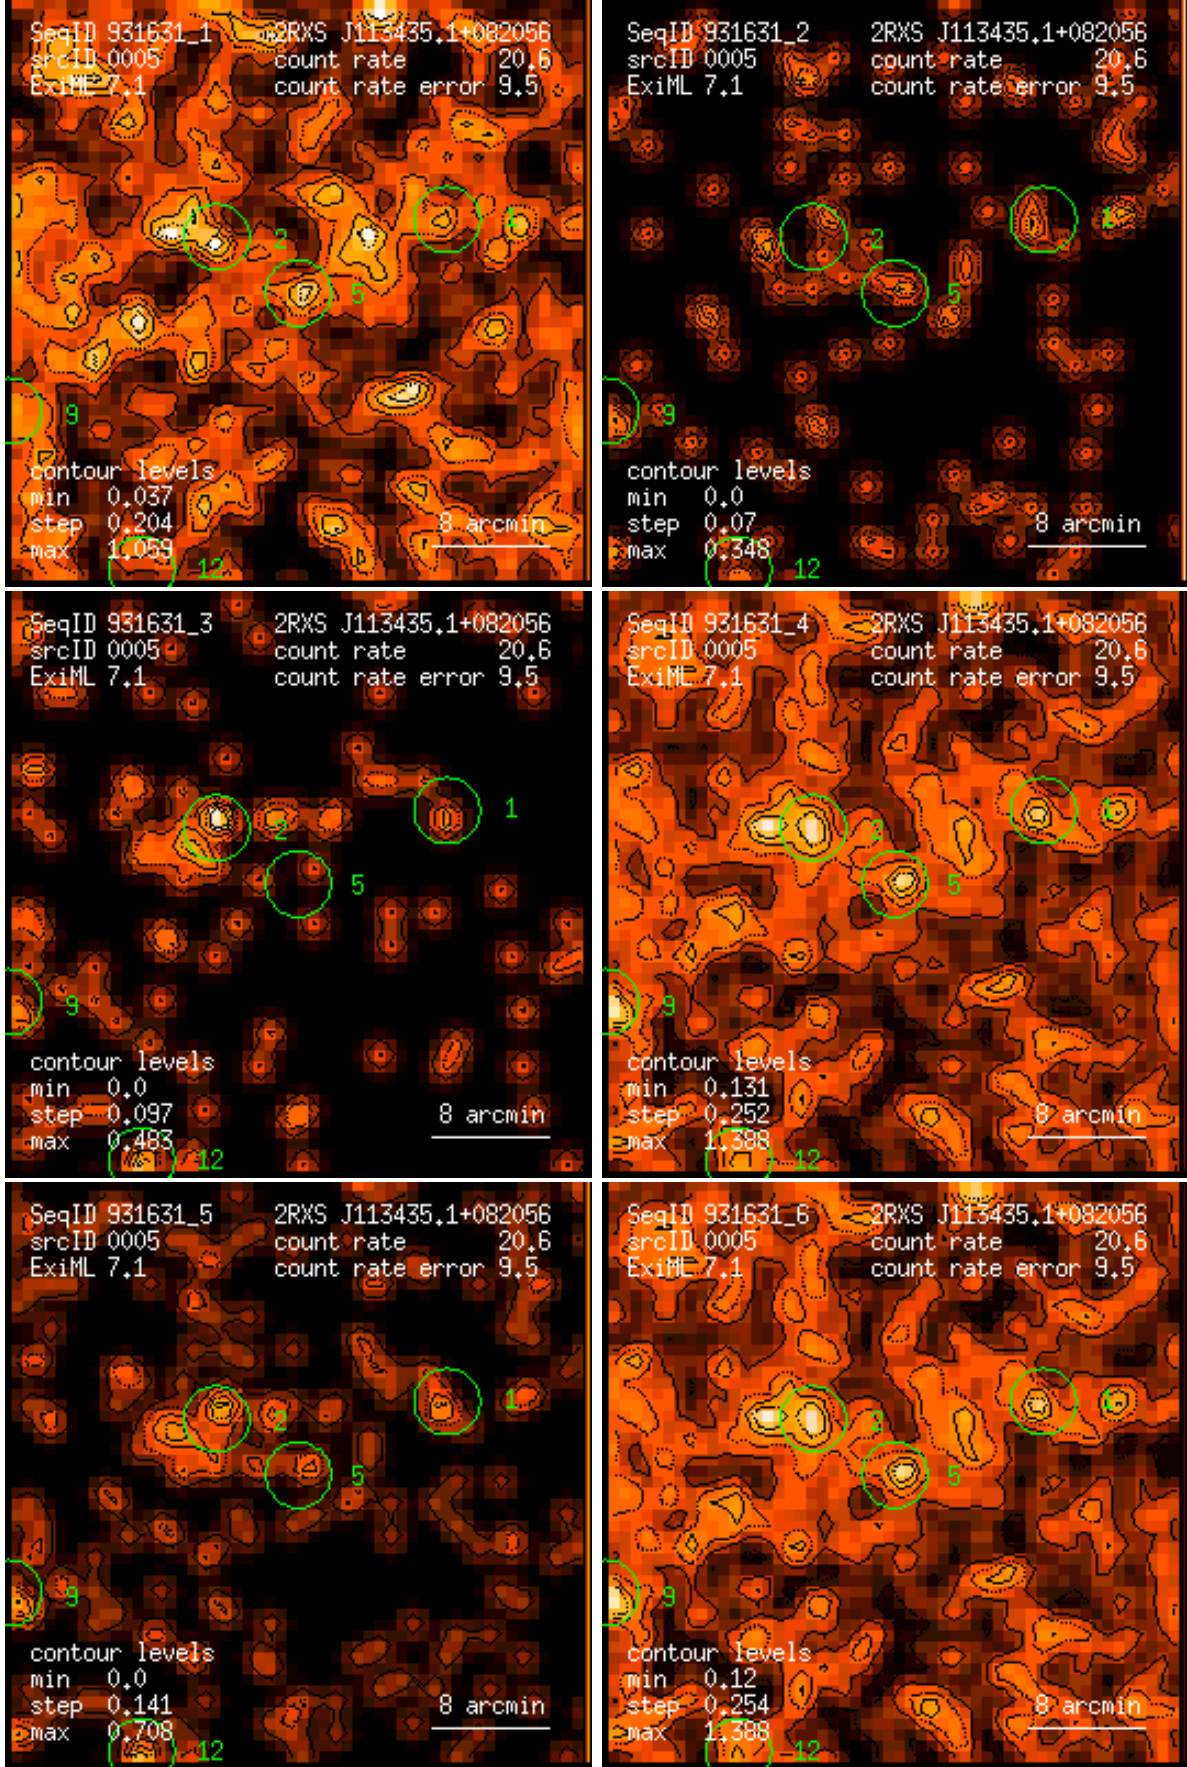 SeqID 931631_1 2RXS J113435.1+082056
srcID 0005 count rate 20.6
ExiML 7.1 count rate error 9.5
1
2
5
9
contour levels
min 0.037
step 0.204 8 arcmin
max 1.059
12
SeqID 931631_2 2RXS J113435.1+082056
srcID 0005 count rate 20.6
ExiML 7.1 count rate error 9.5
1
2
5
9
contour levels
min 0.0
step 0.07 8 arcmin
max 0.348
12
SeqID 931631_3 2RXS J113435.1+082056
srcID 0005 count rate 20.6
ExiML 7.1 count rate error 9.5
1
2
5
9
contour levels
min 0.0
step 0.097 8 arcmin
max 0.483
12
SeqID 931631_4 2RXS J113435.1+082056
srcID 0005 count rate 20.6
ExiML 7.1 count rate error 9.5
1
2
5
9
contour levels
min 0.131
step 0.252 8 arcmin
max 1.388
12
SeqID 931631_5 2RXS J113435.1+082056
srcID 0005 count rate 20.6
ExiML 7.1 count rate error 9.5
1
2
5
9
contour levels
min 0.0
step 0.141 8 arcmin
max 0.708
12
SeqID 931631_6 2RXS J113435.1+082056
srcID 0005 count rate 20.6
ExiML 7.1 count rate error 9.5
1
2
5
9
contour levels
min 0.12
step 0.254 8 arcmin
max 1.388
12